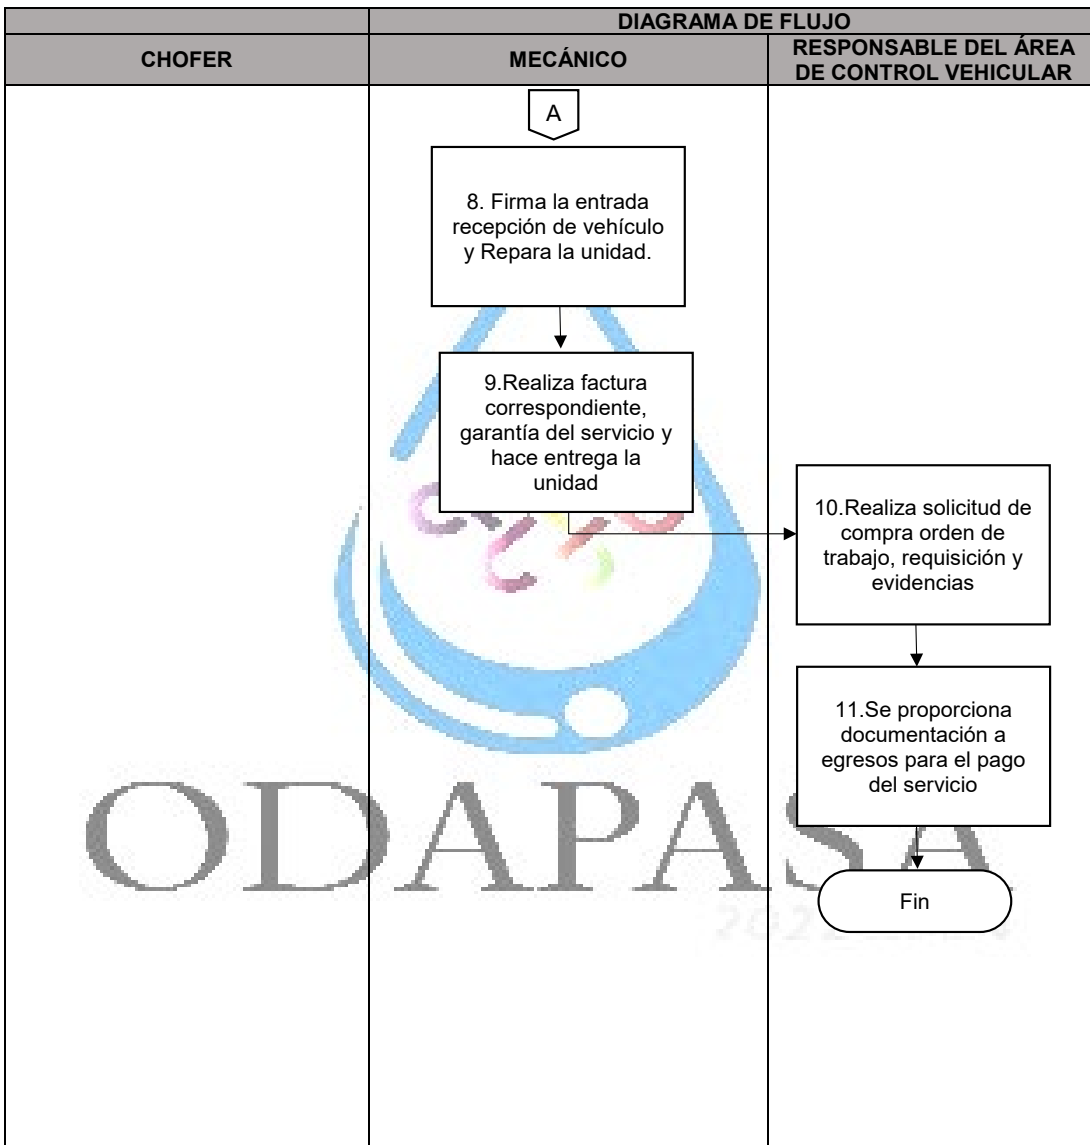 DIAGRAMA DE FLUJO
CHOFER
MECÁNICO
RESPONSABLE DEL ÁREA
DE CONTROL VEHICULAR
A
8. Firma la entrada
recepción de vehículo
y Repara la unidad.
9.Realiza factura
correspondiente,
garantía del servicio y
hace entrega la
unidad
10.Realiza solicitud de
compra orden de
trabajo, requisición y
evidencias
11.Se proporciona
documentación a
egresos para el pago
del servicio
Fin
ODAPASA